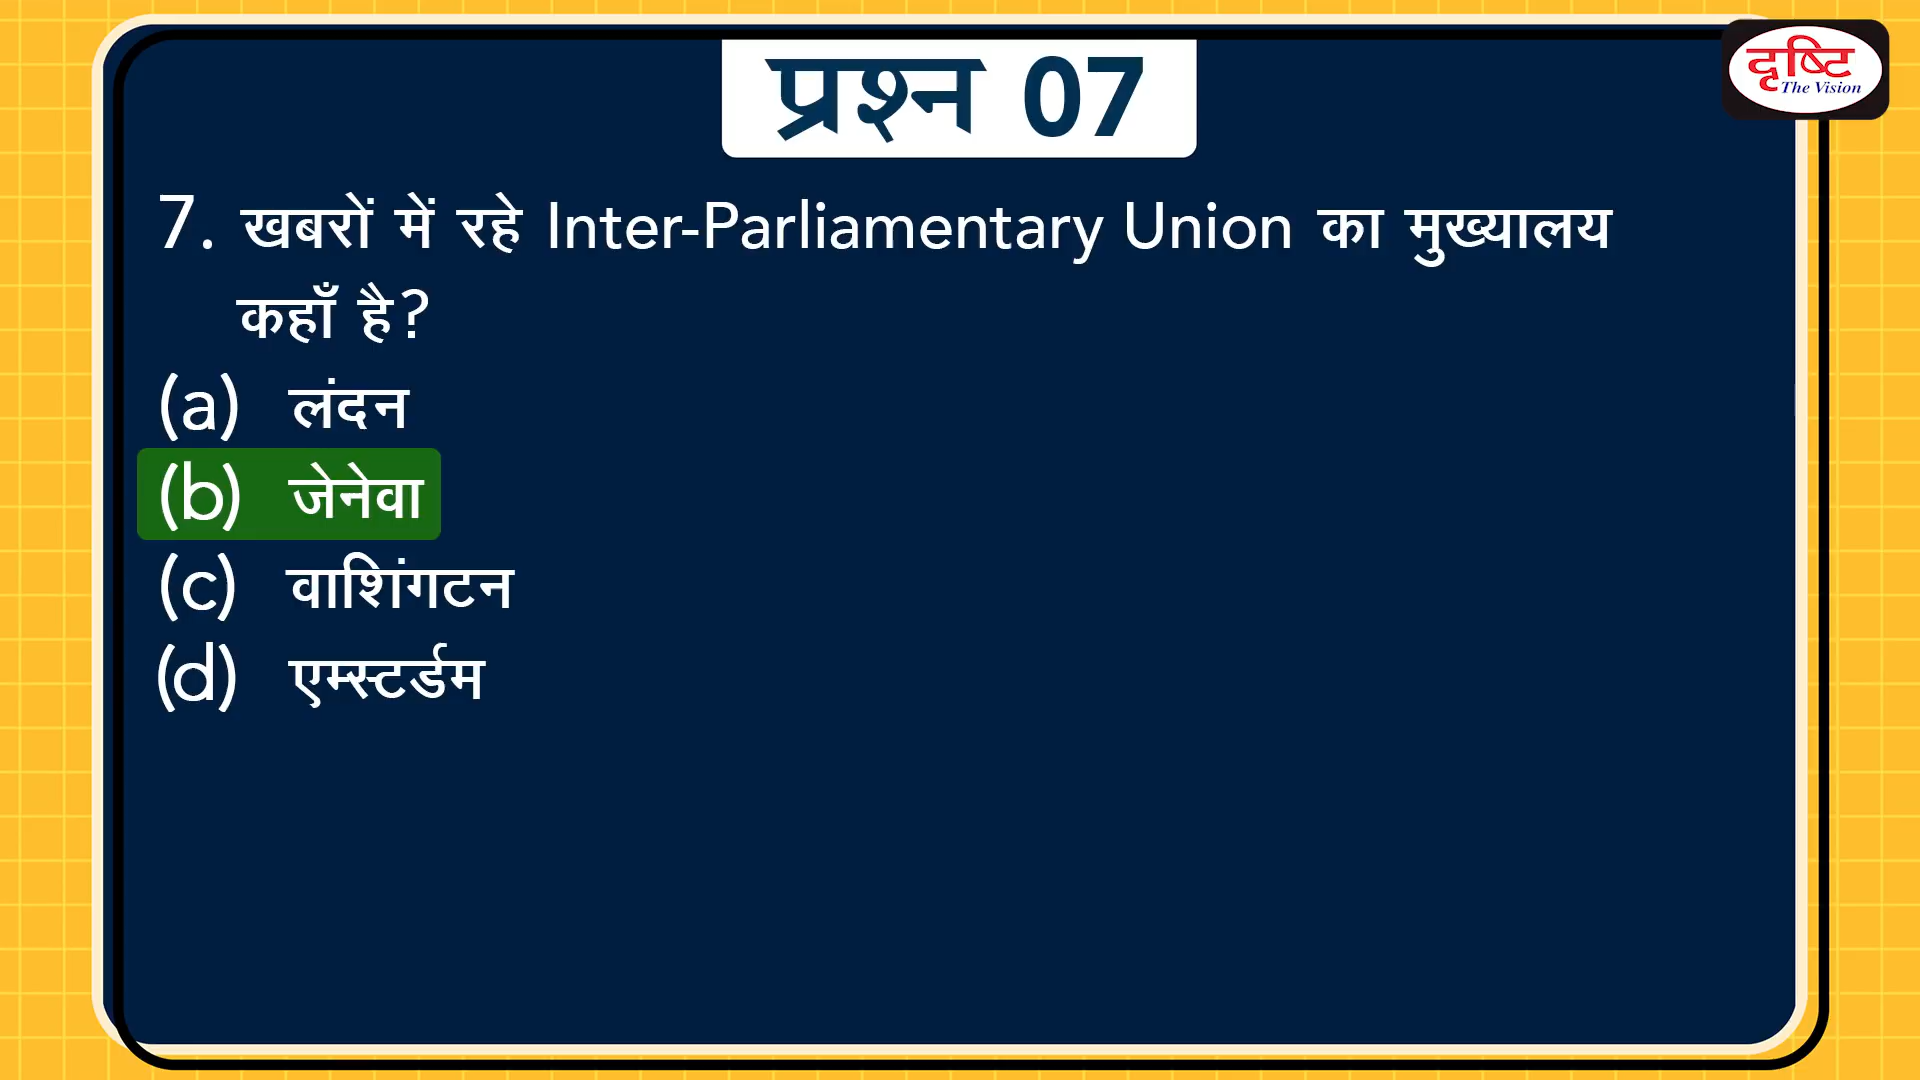 प्रश्न 07
दृष्टि
The Vision
7. खबरों में रहे Inter-Parliamentary Union का मुख्यालय
कहाँ है?
(a) लंदन
(b) जेनेवा
(c) वाशिंगटन
(d) एम्स्टर्डम